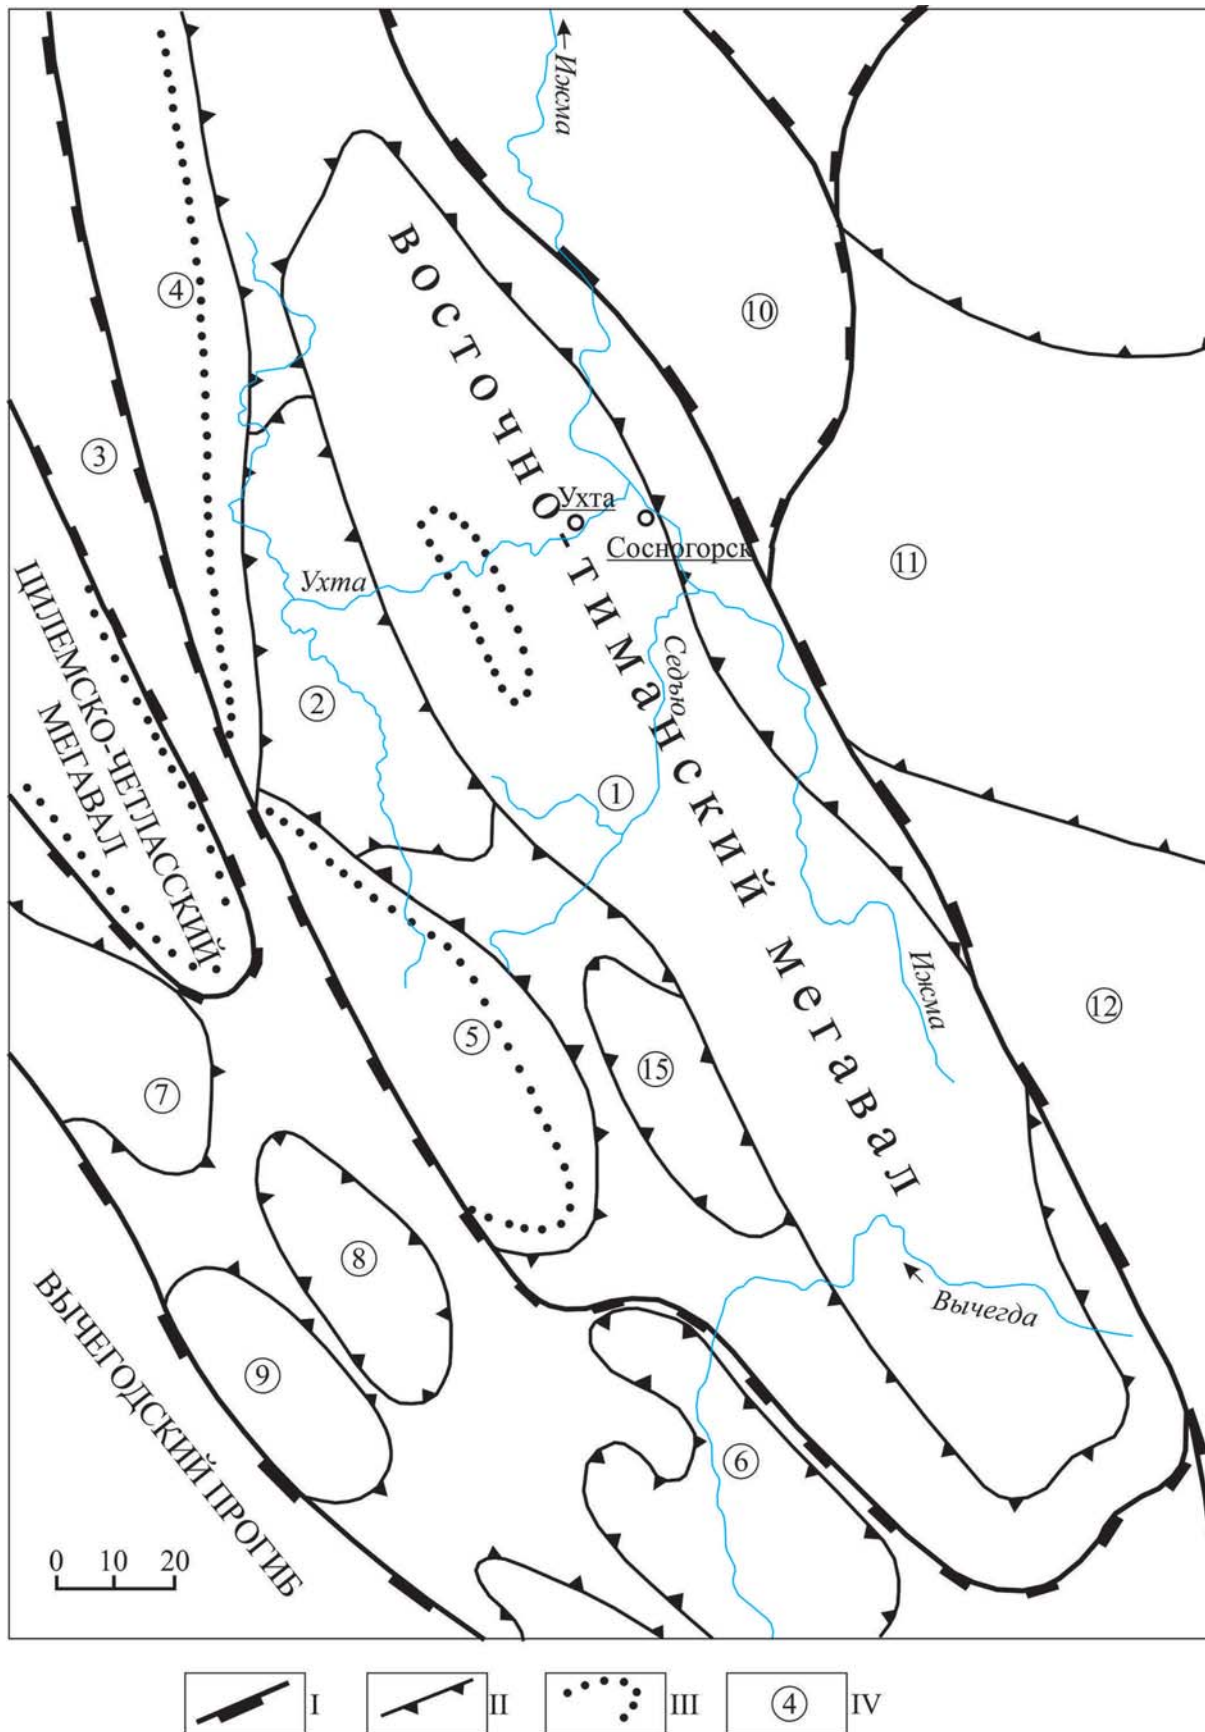 Ижма
④
⑩
ВОСТОЧНО-ТИМАНСКИЙ мегавал
③
Ухта
Сосногорск
⑪
Ухта
ЦИЛЕМСКО-ЧЕТЛАССКИЙ
МЕГАВАЛ
②
Седъю
①
Ижма
⑫
⑤
⑮
⑦
⑧
Вычегда
⑨
ВЫЧЕГОДСКИЙ ПРОГИБ
⑥
0 10 20
I
II
III
④ IV